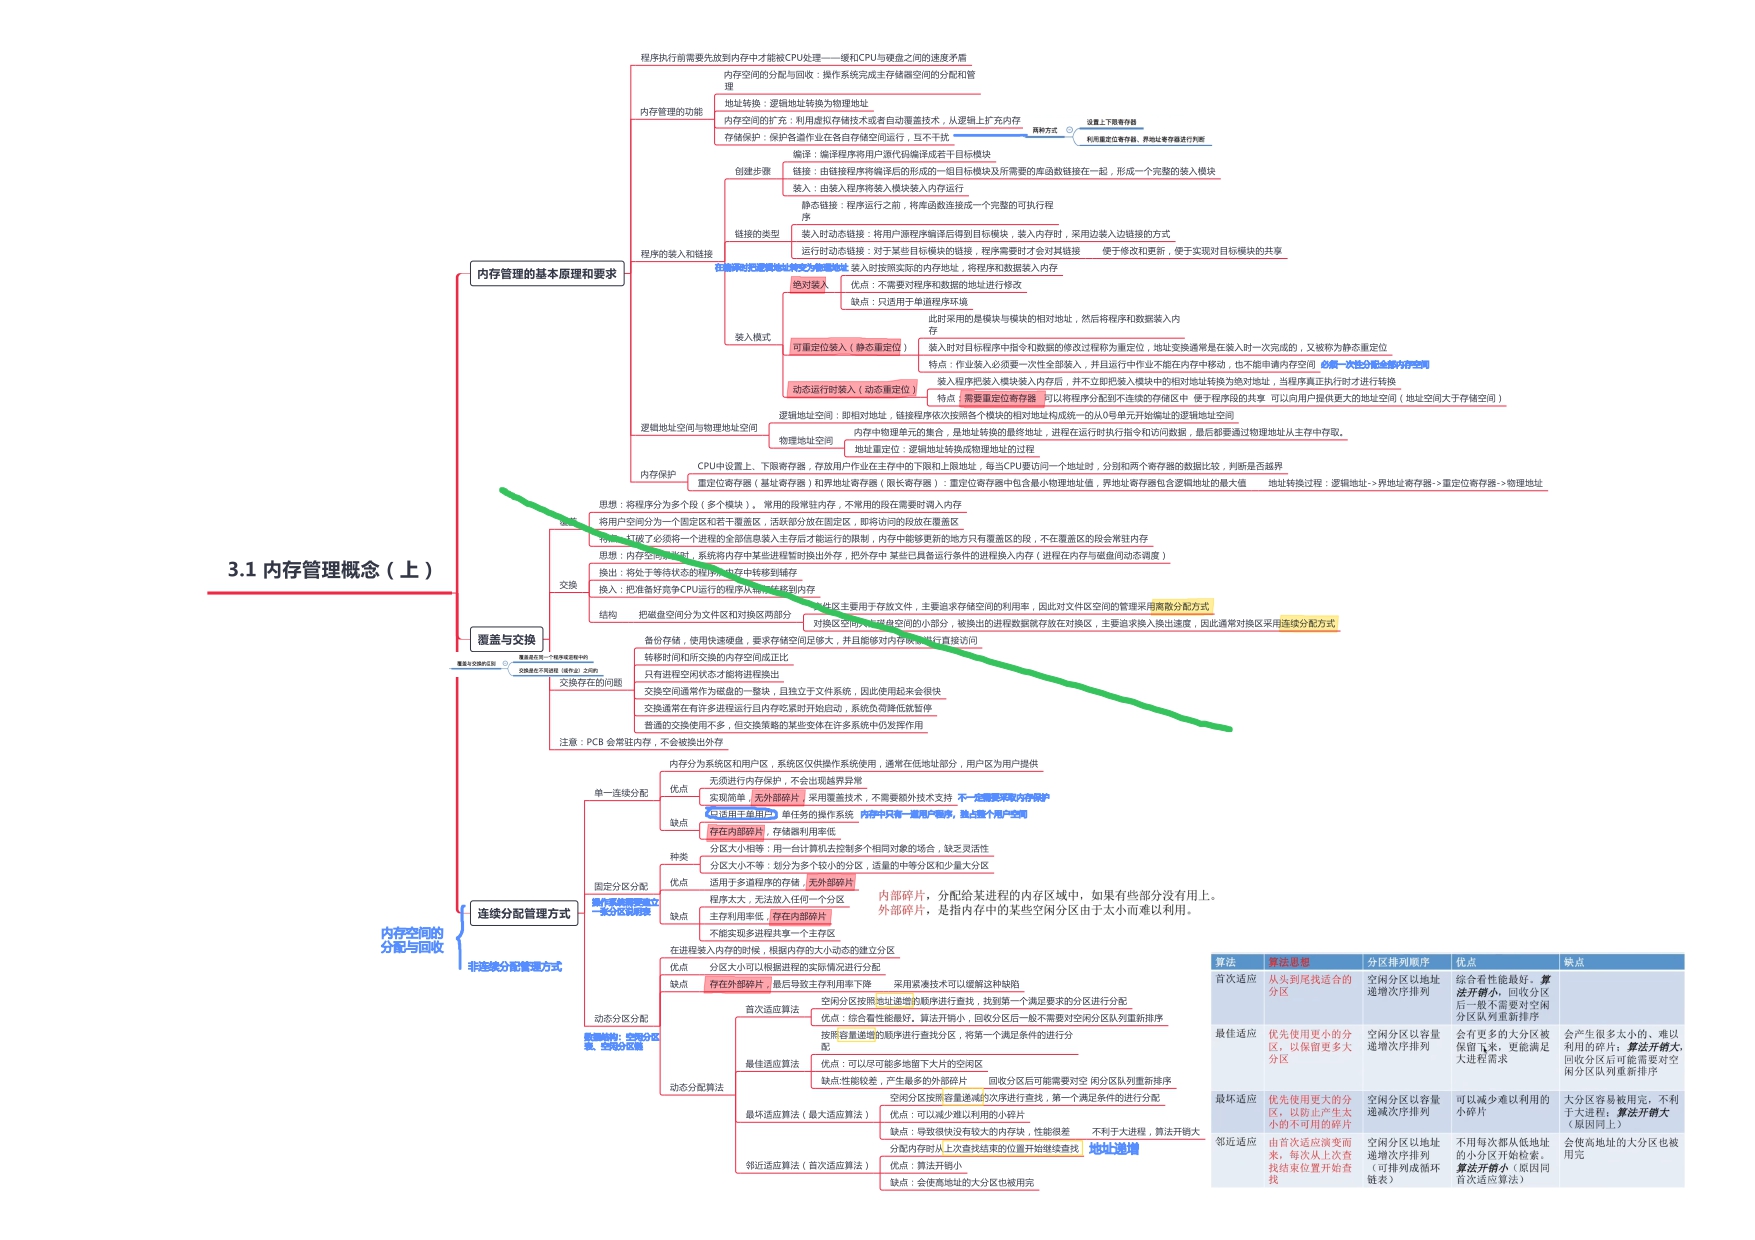 程序执行前需要先放到内存中才能被CPU处理——缓和CPU与硬盘之间的速度矛盾
内存空间的分配与回收：操作系统完成主存储器空间的分配和管
理
内存管理的功能
地址转换：逻辑地址转换为物理地址
内存空间的扩充：利用虚拟存储技术或者自动覆盖技术，从逻辑上扩充内存
存储保护：保护各道作业在各自存储空间运行，互不干扰
两种方式
设置上下限寄存器
利用重定位寄存器、界地址寄存器进行判断
编译：编译程序将用户源代码编译成若干目标模块
创建步骤
链接：由链接程序将编译后的形成的一组目标模块及所需要的库函数链接在一起，形成一个完整的装入模块
装入：由装入程序将装入模块装入内存运行
静态链接：程序运行之前，将库函数连接成一个完整的可执行程
序
链接的类型
装入时动态链接：将用户源程序编译后得到目标模块，装入内存时，采用边装入边链接的方式
程序的装入和链接
运行时动态链接：对于某些目标模块的链接，程序需要时才会对其链接 便于修改和更新，便于实现对目标模块的共享
内存管理的基本原理和要求
在编译时把逻辑地址转变为物理地址
装入时按照实际的内存地址，将程序和数据装入内存
绝对装入
优点：不需要对程序和数据的地址进行修改
缺点：只适用于单道程序环境
此时采用的是模块与模块的相对地址，然后将程序和数据装入内
存
装入模式
可重定位装入（静态重定位）
装入时对目标程序中指令和数据的修改过程称为重定位，地址变换通常是在装入时一次完成的，又被称为静态重定位
特点：作业装入必须要一次性全部装入，并且运行中作业不能在内存中移动，也不能申请内存空间 必须一次性分配全部内存空间
装入程序把装入模块装入内存后，并不立即把装入模块中的相对地址转换为绝对地址，当程序真正执行时才进行转换
动态运行时装入（动态重定位）
特点：需要重定位寄存器 可以将程序分配到不连续的存储区中 便于程序段的共享 可以向用户提供更大的地址空间（地址空间大于存储空间）
逻辑地址空间：即相对地址，链接程序依次按照各个模块的相对地址构成统一的从0号单元开始编址的逻辑地址空间
逻辑地址空间与物理地址空间
物理地址空间
内存中物理单元的集合，是地址转换的最终地址，进程在运行时执行指令和访问数据，最后都要通过物理地址从主存中存取。
地址重定位：逻辑地址转换成物理地址的过程
内存保护
CPU中设置上、下限寄存器，存放用户作业在主存中的下限和上限地址，每当CPU要访问一个地址时，分别和两个寄存器的数据比较，判断是否越界
重定位寄存器（基址寄存器）和界地址寄存器（限长寄存器）：重定位寄存器中包含最小物理地址值，界地址寄存器包含逻辑地址的最大值 地址转换过程：逻辑地址->界地址寄存器->重定位寄存器->物理地址
3.1 内存管理概念（上）
思想：将程序分为多个段（多个模块）。常用的段常驻内存，不常用的段在需要时调入内存
将用户空间分为一个固定区和若干覆盖区，活跃部分放在固定区，即将访问的段放在覆盖区
打破了必须将一个进程的全部信息装入主存后才能运行的限制，内存中能够更新的地方只有覆盖区的段，不在覆盖区的段会常驻内存
思想：内存空间 时，系统将内存中某些进程暂时换出外存，把外存中 某些已具备运行条件的进程换入内存（进程在内存与磁盘间动态调度）
交换
换出：将处于等待状态的程序从内存中转移到辅存
换入：把准备好竞争CPU运行的程序从 转移到内存
结构
把磁盘空间分为文件区和对换区两部分
文件区主要用于存放文件，主要追求存储空间的利用率，因此对文件区空间的管理采用离散分配方式
对换区空间 磁盘空间的小部分，被换出的进程数据就存放在对换区，主要追求换入换出速度，因此通常对换区采用连续分配方式
覆盖与交换
覆盖与交换的区别
覆盖是在同一个程序或进程中的
交换是在不同进程（或作业）之间的
交换存在的问题
备份存储，使用快速硬盘，要求存储空间足够大，并且能够对内存 进行直接访问
转移时间和所交换的内存空间成正比
只有进程空闲状态才能将进程换出
交换空间通常作为磁盘的一整块，且独立于文件系统，因此使用起来会很快
交换通常在有许多进程运行且内存吃紧时开始启动，系统负荷降低就暂停
普通的交换使用不多，但交换策略的某些变体在许多系统中仍发挥作用
注意：PCB 会常驻内存，不会被换出外存
内存分为系统区和用户区，系统区仅供操作系统使用，通常在低地址部分，用户区为用户提供
单一连续分配
优点
无须进行内存保护，不会出现越界异常
实现简单，无外部碎片，采用覆盖技术，不需要额外技术支持 不一定需要采取内存保护
缺点
只适用于单用户、单任务的操作系统 内存中只有一道用户程序，独占整个用户空间
存在内部碎片，存储器利用率低
固定分区分配
操作系统需要建立
一张分区说明表
种类
分区大小相等：用一台计算机去控制多个相同对象的场合，缺乏灵活性
分区大小不等：划分为多个较小的分区，适量的中等分区和少量大分区
优点
适用于多道程序的存储，无外部碎片
缺点
程序太大，无法放入任何一个分区
主存利用率低，存在内部碎片
不能实现多进程共享一个主存区
内部碎片，分配给某进程的内存区域中，如果有些部分没有用上。
外部碎片，是指内存中的某些空闲分区由于太小而难以利用。
连续分配管理方式
内存空间的
分配与回收
非连续分配管理方式
动态分区分配
数据结构：空闲分区
表、空闲分区链
在进程装入内存的时候，根据内存的大小动态的建立分区
优点
分区大小可以根据进程的实际情况进行分配
缺点
存在外部碎片，最后导致主存利用率下降 采用紧凑技术可以缓解这种缺陷
动态分配算法
首次适应算法
空闲分区按照地址递增的顺序进行查找，找到第一个满足要求的分区进行分配
优点：综合看性能最好。算法开销小，回收分区后一般不需要对空闲分区队列重新排序
最佳适应算法
按照容量递增的顺序进行查找分区，将第一个满足条件的进行分
配
优点：可以尽可能多地留下大片的空闲区
缺点:性能较差，产生最多的外部碎片 回收分区后可能需要对空 闲分区队列重新排序
最坏适应算法（最大适应算法）
空闲分区按照容量递减的次序进行查找，第一个满足条件的进行分配
优点：可以减少难以利用的小碎片
缺点：导致很快没有较大的内存块，性能很差 不利于大进程，算法开销大
邻近适应算法（首次适应算法）
分配内存时从上次查找结束的位置开始继续查找 地址递增
优点：算法开销小
缺点：会使高地址的大分区也被用完
算法 算法思想 分区排列顺序 优点 缺点
首次适应
从头到尾找适合的
分区
空闲分区以地址
递增次序排列
综合看性能最好。算
法开销小，回收分区
后一般不需要对空闲
分区队列重新排序
最佳适应
优先使用更小的分
区，以保留更多大
分区
空闲分区以容量
递增次序排列
会有更多的大分区被
保留下来，更能满足
大进程需求
会产生很多太小的、难以
利用的碎片；算法开销大，
回收分区后可能需要对空
闲分区队列重新排序
最坏适应
优先使用更大的分
区，以防止产生太
小的不可用的碎片
空闲分区以容量
递减次序排列
可以减少难以利用的
小碎片
大分区容易被用完，不利
于大进程；算法开销大
（原因同上）
邻近适应
由首次适应演变而
来，每次从上次查
找结束位置开始查
找
空闲分区以地址
递增次序排列
（可排列成循环
链表）
不用每次都从低地址
的小分区开始检索。
算法开销小（原因同
首次适应算法）
会使高地址的大分区也被
用完